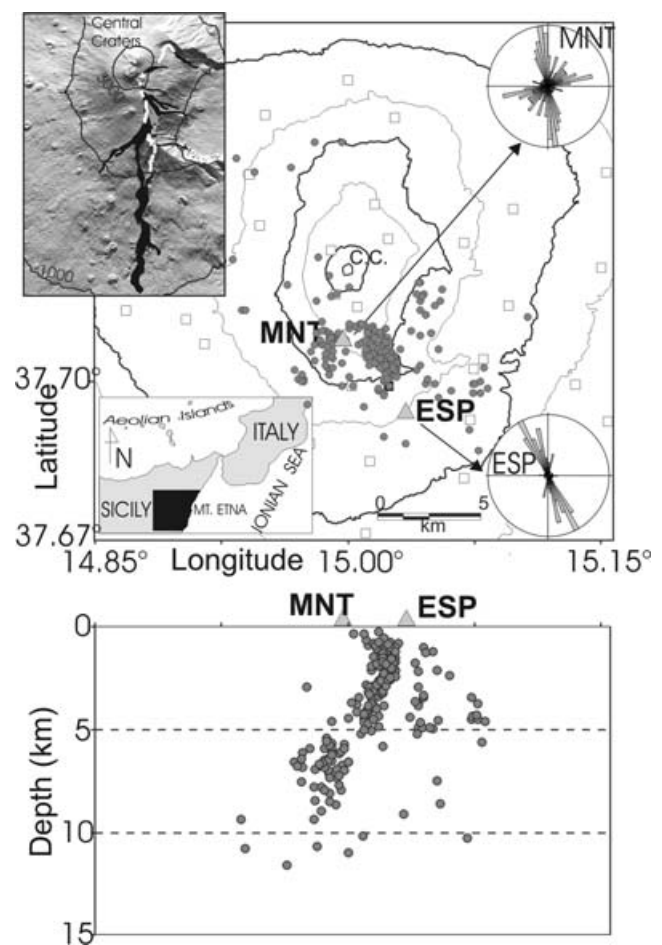 Central
Craters
MNT
C.C.
1000
MNT
37.70
ESP
Latitude
Aeolian Islands
N
ITALY
ESP
SICILY
MT. ETNA
IONIAN SEA
0
5
km
37.67
14.85°
Longitude
15.00°
15.15°
MNT
ESP
0
5
10
15
Depth (km)